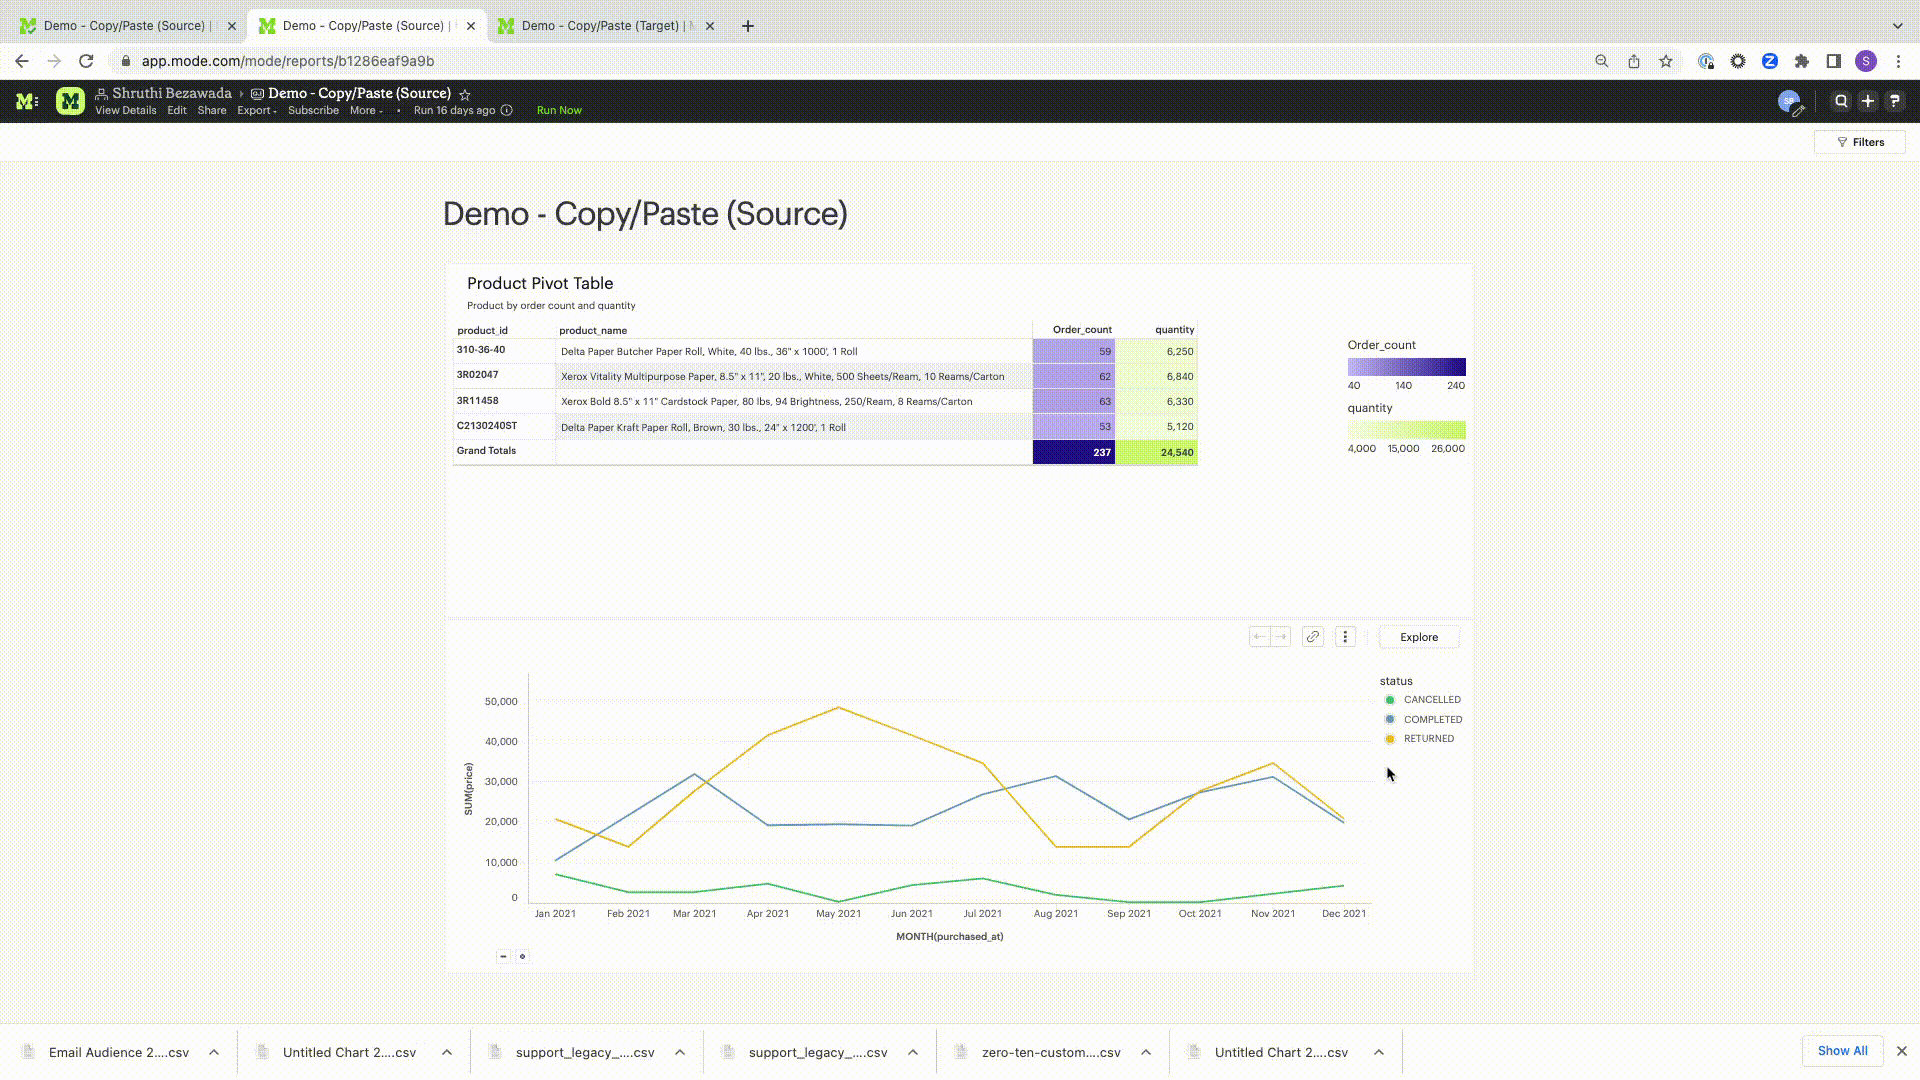 Demo - Copy/Paste (Source) |
Demo - Copy/Paste (Source) |
Demo - Copy/Paste (Target) |
app.mode.com/mode/reports/b1286eaf9a9b
S
Shruthi Bezawada › Demo - Copy/Paste (Source)
View Details Edit Share Export Subscribe More • Run 16 days ago Run Now
Filters
Demo - Copy/Paste (Source)
Product Pivot Table
Product by order count and quantity
product_id product_name Order_count quantity
310-36-40 Delta Paper Butcher Paper Roll, White, 40 lbs., 36" x 1000', 1 Roll 59 6,250
3R02047 Xerox Vitality Multipurpose Paper, 8.5" x 11", 20 lbs., White, 500 Sheets/Ream, 10 Reams/Carton 62 6,840
3R11458 Xerox Bold 8.5" x 11" Cardstock Paper, 80 lbs, 94 Brightness, 250/Ream, 8 Reams/Carton 63 6,330
C2130240ST Delta Paper Kraft Paper Roll, Brown, 30 lbs., 24" x 1200', 1 Roll 53 5,120
Grand Totals 237 24,540
Order_count
40 140 240
quantity
4,000 15,000 26,000
Explore
status
CANCELLED
COMPLETED
RETURNED
SUM(price)
50,000
40,000
30,000
20,000
10,000
0
Jan 2021 Feb 2021 Mar 2021 Apr 2021 May 2021 Jun 2021 Jul 2021 Aug 2021 Sep 2021 Oct 2021 Nov 2021 Dec 2021
MONTH(purchased_at)
Email Audience 2....csv
Untitled Chart 2....csv
support_legacy_....csv
support_legacy_....csv
zero-ten-custom....csv
Untitled Chart 2....csv
Show All